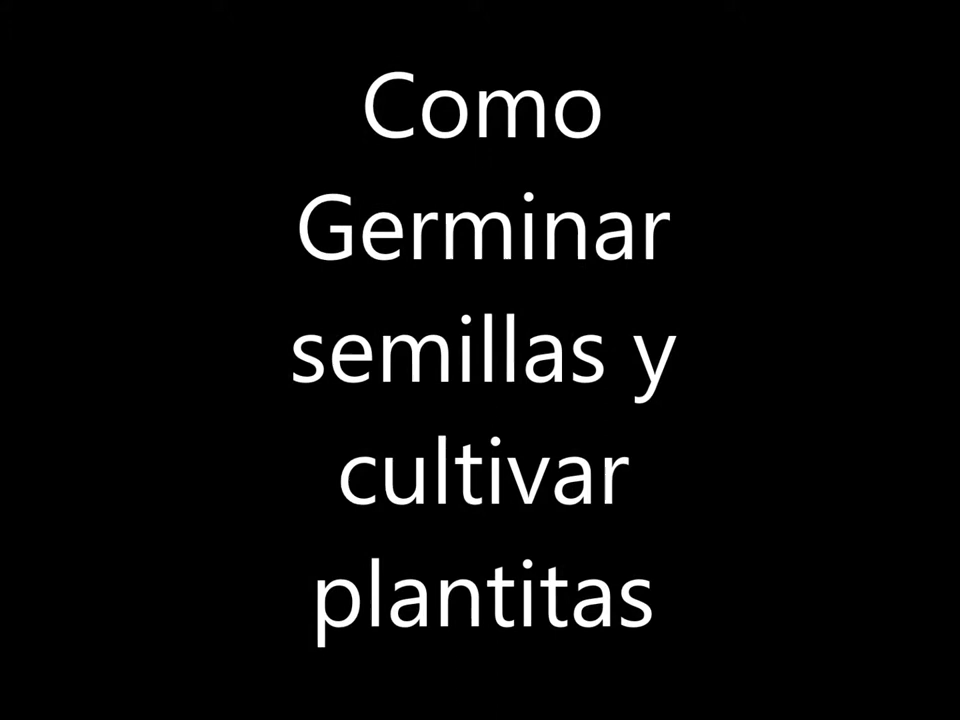 Como
Germinar
semillas y
cultivar
plantitas